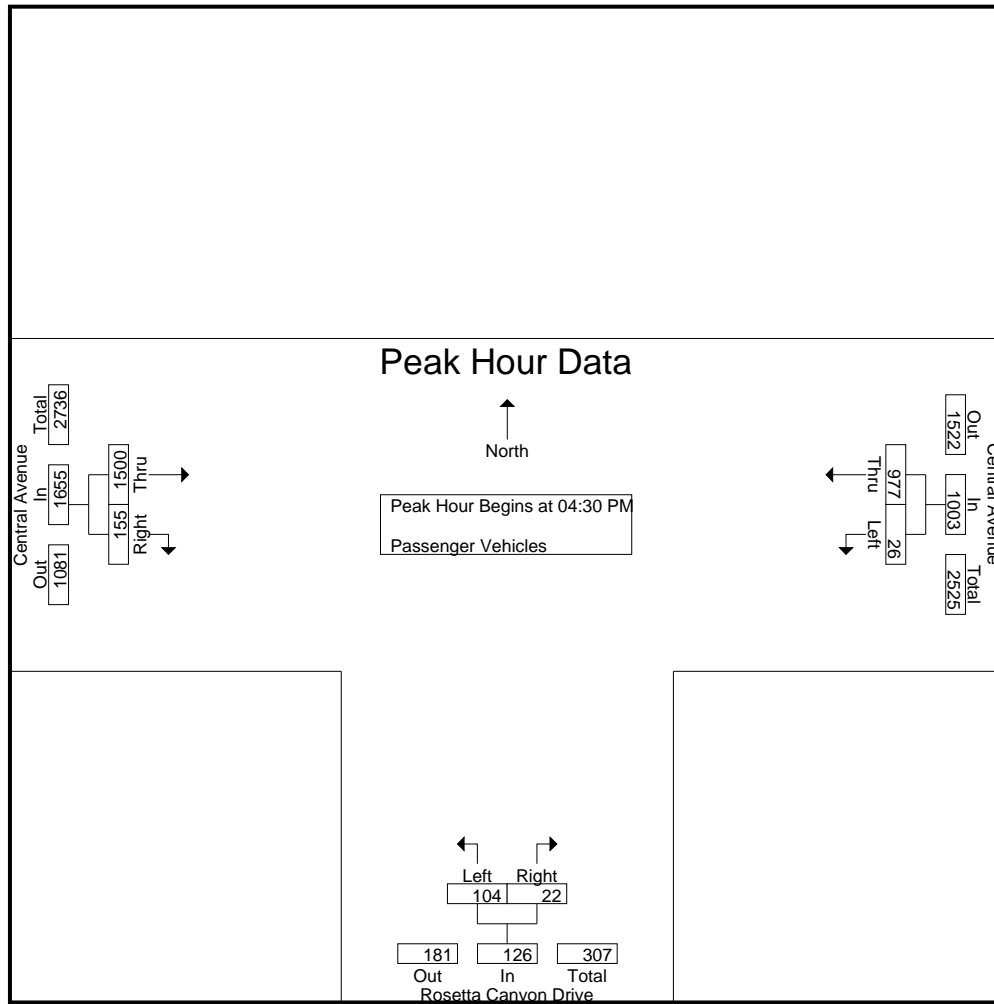 Peak Hour Data
North
Peak Hour Begins at 04:30 PM
Passenger Vehicles
Central Avenue
Total In Out
2736 1655 1081
1500 155
Thru Right
Central Avenue
Out In Total
1522 1003 2525
977 26
Thru Left
Left Right
104 22
181 126 307
Out In Total
Rosetta Canyon Drive